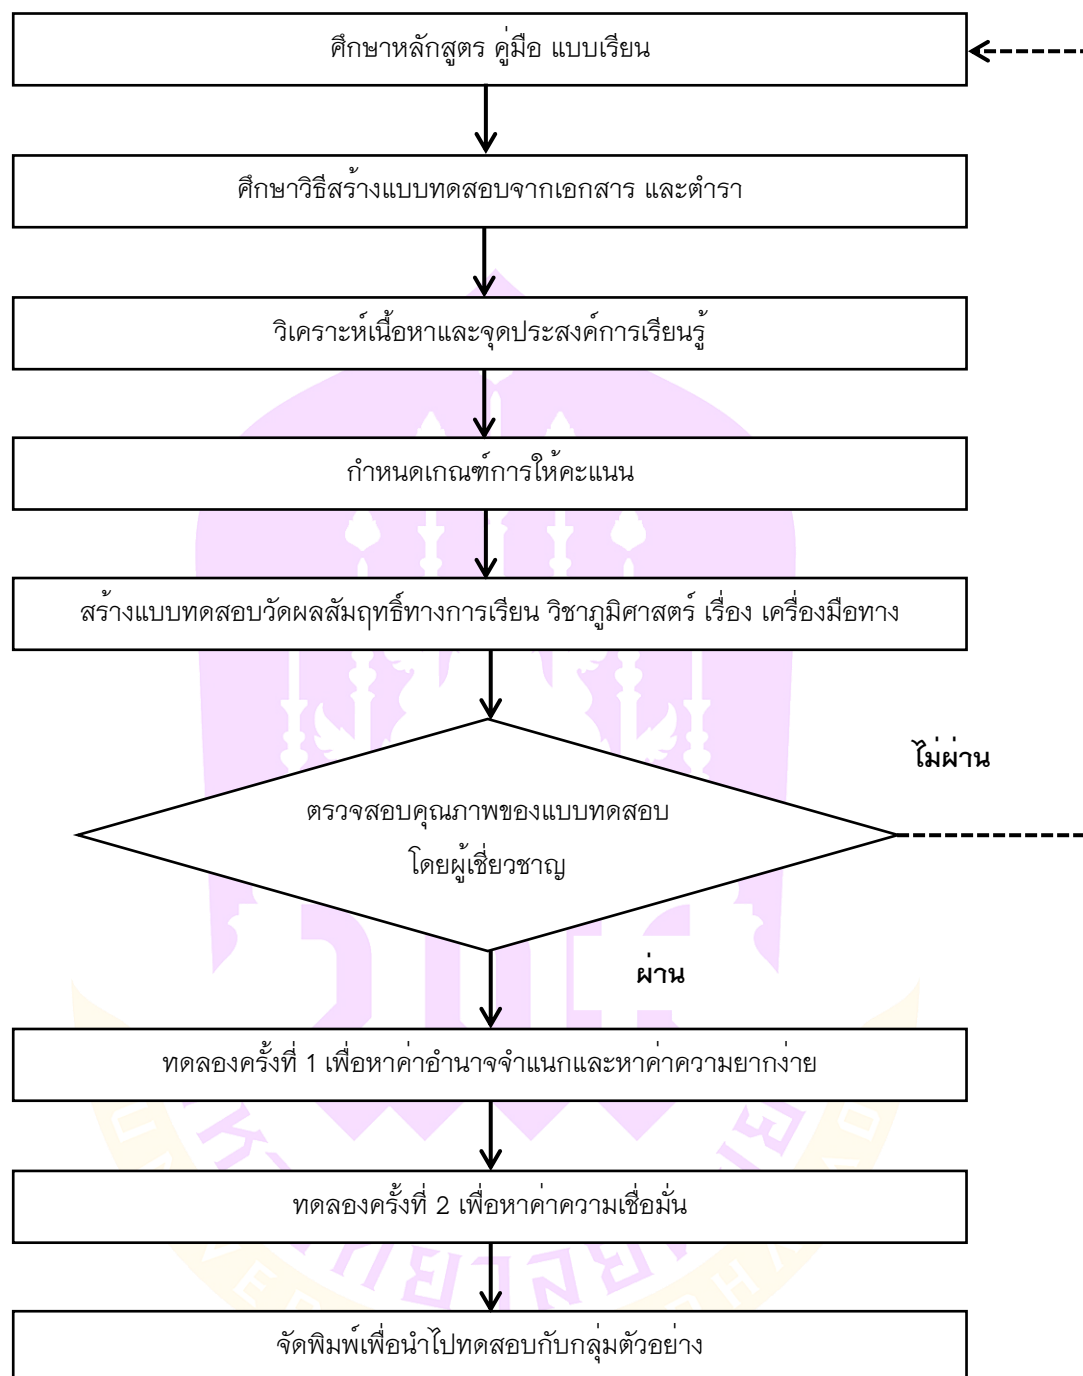 ศึกษาหลักสูตร คู่มือ แบบเรียน
ศึกษาวิธีสร้างแบบทดสอบจากเอกสาร และตำรา
วิเคราะห์เนื้อหาและจุดประสงค์การเรียนรู้
กำหนดเกณฑ์การให้คะแนน
สร้างแบบทดสอบวัดผลสัมฤทธิ์ทางการเรียน วิชาภูมิศาสตร์ เรื่อง เครื่องมือทาง
ไม่ผ่าน
ตรวจสอบคุณภาพของแบบทดสอบ
โดยผู้เชี่ยวชาญ
ผ่าน
ทดลองครั้งที่ 1 เพื่อหาค่าอำนาจจำแนกและหาค่าความยากง่าย
ทดลองครั้งที่ 2 เพื่อหาค่าความเชื่อมั่น
จัดพิมพ์เพื่อนำไปทดสอบกับกลุ่มตัวอย่าง